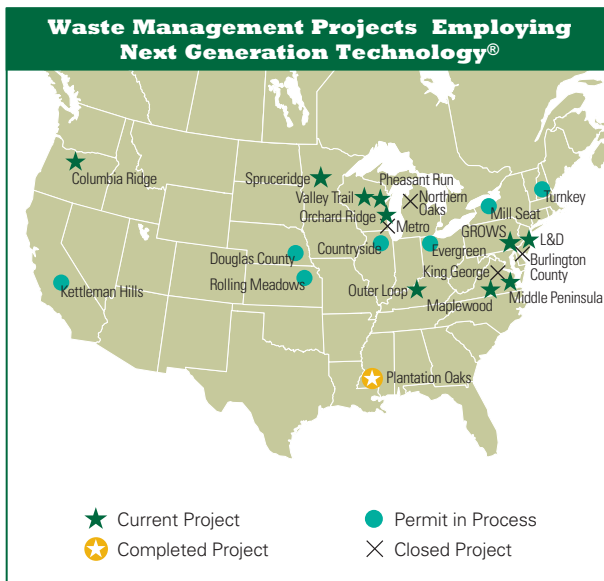 Waste Management Projects Employing
Next Generation Technology®
Columbia Ridge
Spruceridge
Pheasant Run
Valley Trail
Northern
Oaks
Orchard Ridge
Metro
Turnkey
Mill Seat
GROWS
L&D
Countryside
Evergreen
Burlington
County
Douglas County
King George
Kettleman Hills
Rolling Meadows
Outer Loop
Maplewood
Middle Peninsula
Plantation Oaks
Current Project
Permit in Process
Completed Project
Closed Project